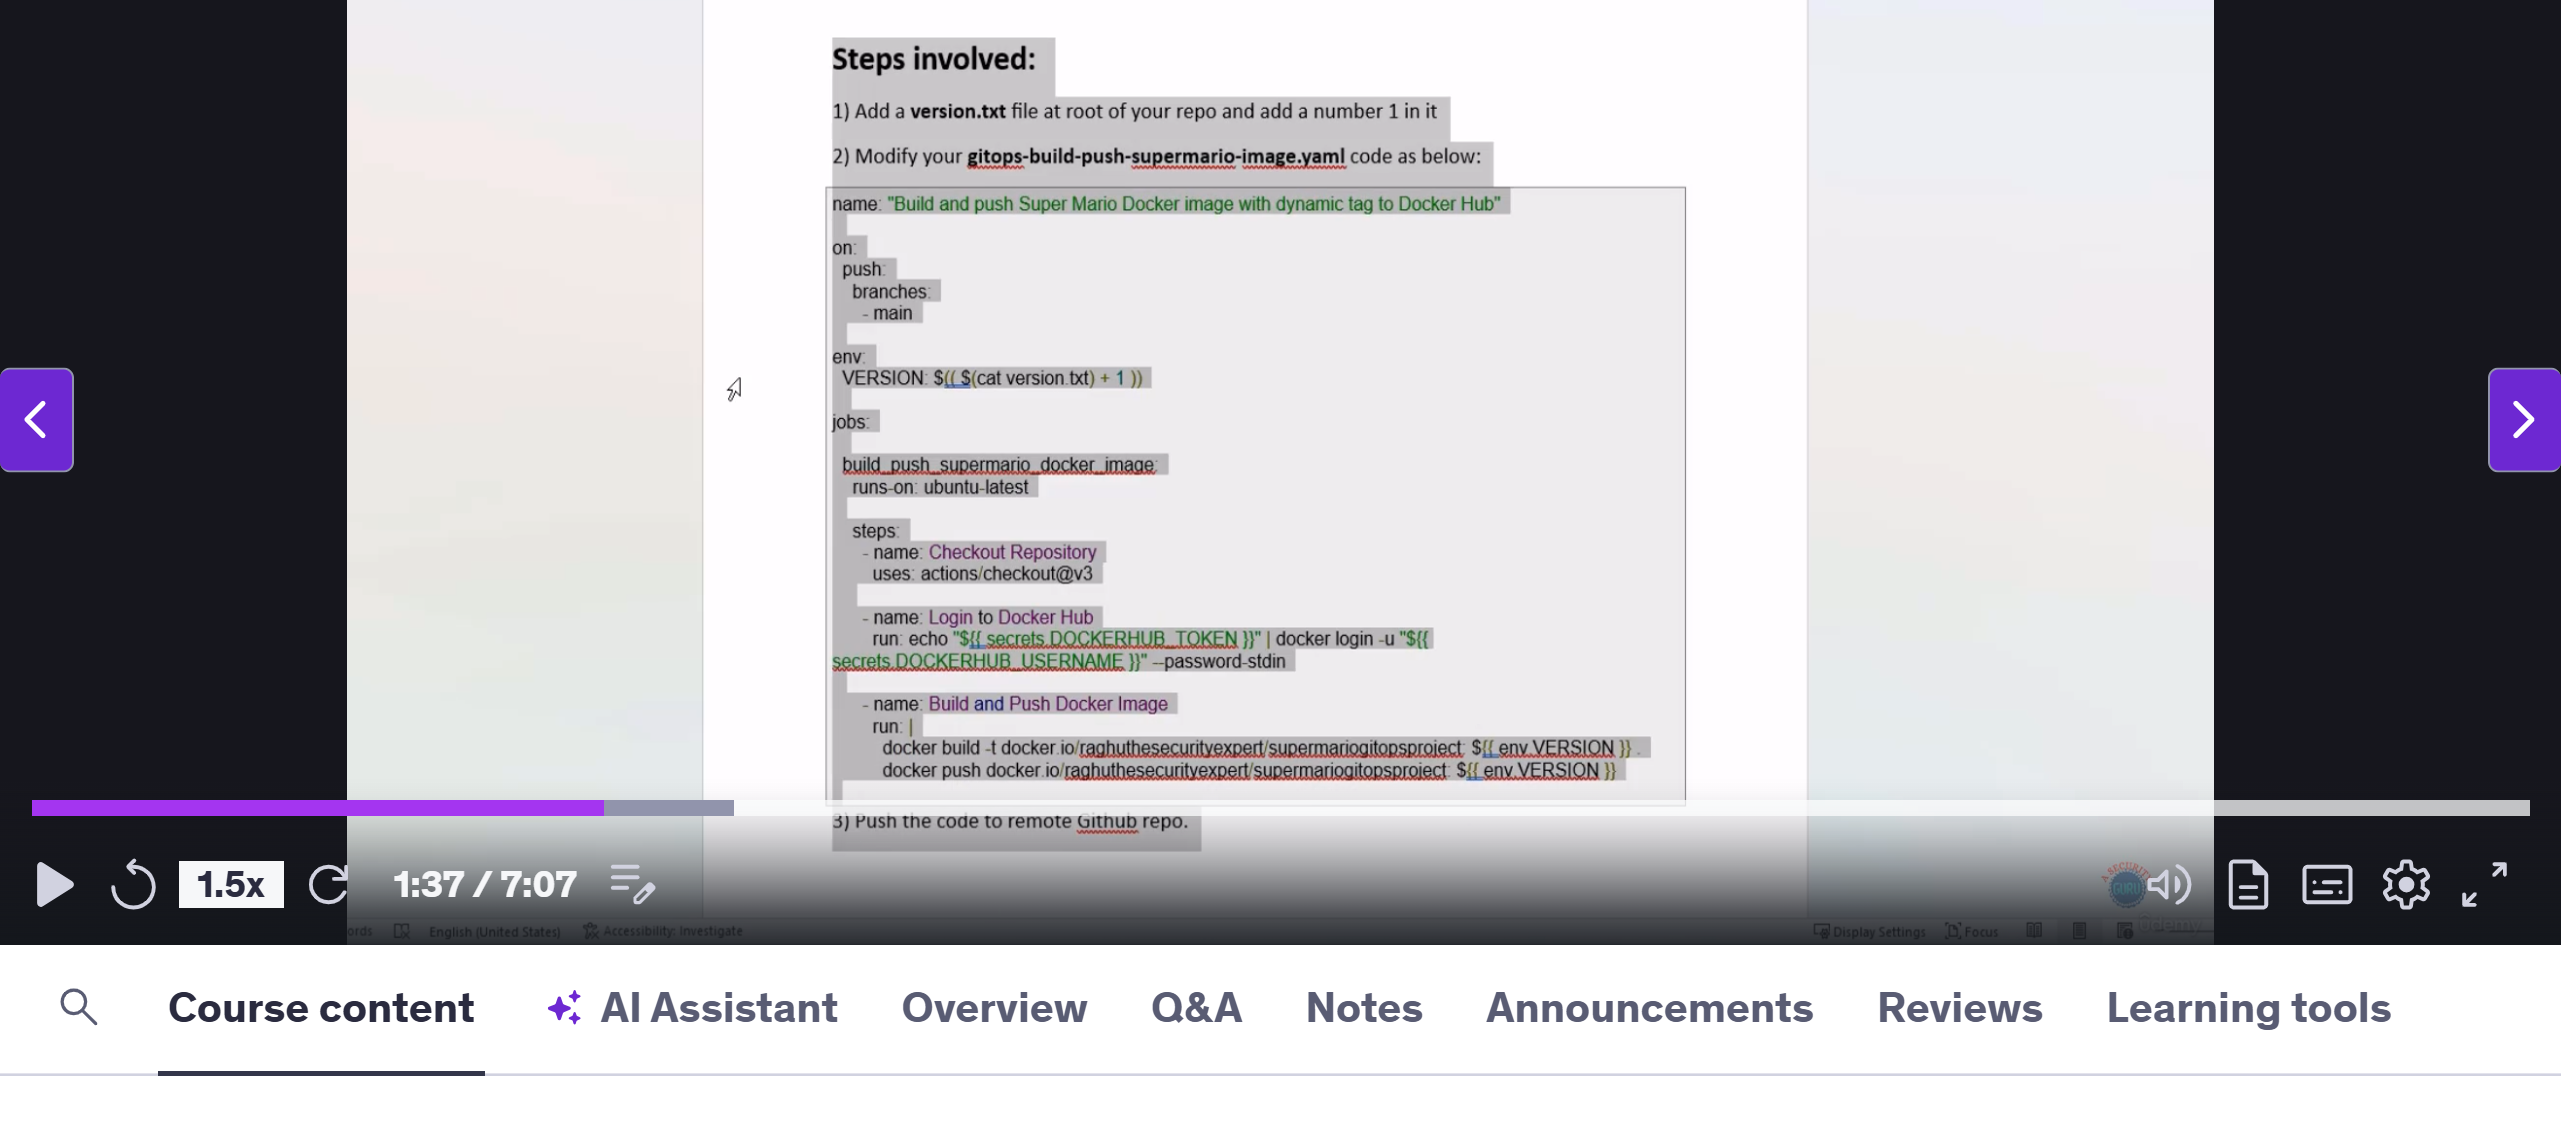 Steps involved:
1) Add a version.txt file at root of your repo and add a number 1 in it
2) Modify your gitops-build-push-supermario-image.yaml code as below:
name: "Build and push Super Mario Docker image with dynamic tag to Docker Hub"
on:
push:
branches:
- main
env:
VERSION: $(( $(cat version.txt) + 1 ))
jobs:
build_push_supermario_docker_image:
runs-on: ubuntu-latest
steps:
- name: Checkout Repository
uses: actions/checkout@v3
- name: Login to Docker Hub
run: echo "${{ secrets.DOCKERHUB_TOKEN }}" | docker login -u "${{
secrets.DOCKERHUB_USERNAME }}" --password-stdin
- name: Build and Push Docker Image
run: |
docker build -t docker.io/raghuthesecurityexpert/supermariogitopsproject: ${{ env.VERSION }} .
docker push docker.io/raghuthesecurityexpert/supermariogitopsproject: ${{ env.VERSION }}
3) Push the code to remote Github repo.
1.5x
1:37 / 7:07
GURU
ords
English (United States)
Accessibility: Investigate
Display Settings
Focus
Course content
AI Assistant
Overview
Q&A
Notes
Announcements
Reviews
Learning tools